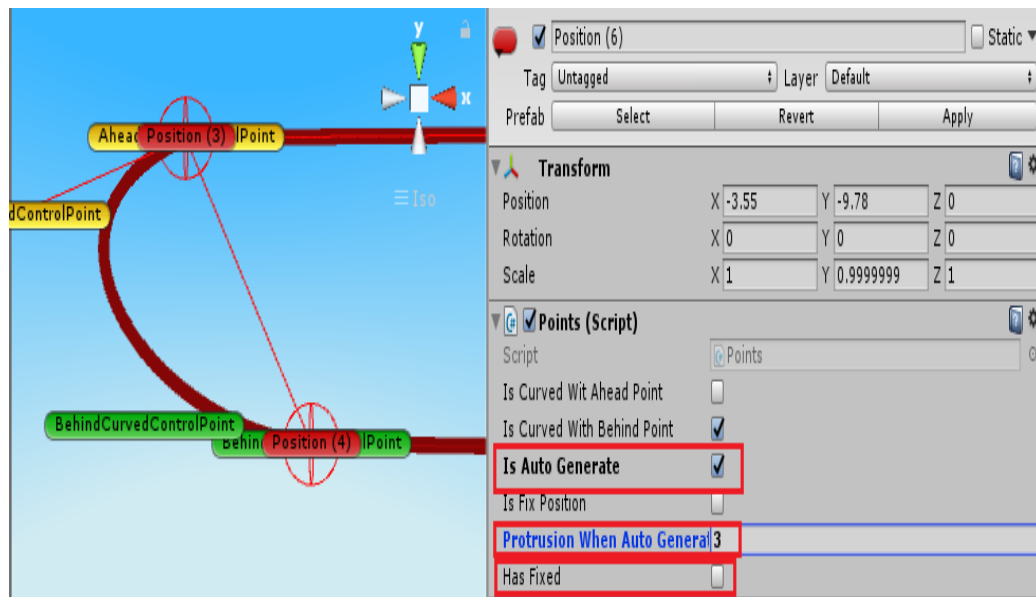 y
x
Iso
Ahead Position (3) lPoint
dControlPoint
BehindCurvedControlPoint
Behin Position (4) lPoint
Position (6) Static
Tag Untagged Layer Default
Prefab Select Revert Apply
Transform
Position X -3.55 Y -9.78 Z 0
Rotation X 0 Y 0 Z 0
Scale X 1 Y 0.9999999 Z 1
Points (Script)
Script Points
Is Curved Wit Ahead Point
Is Curved With Behind Point
Is Auto Generate
Is Fix Position
Protrusion When Auto Generat 3
Has Fixed